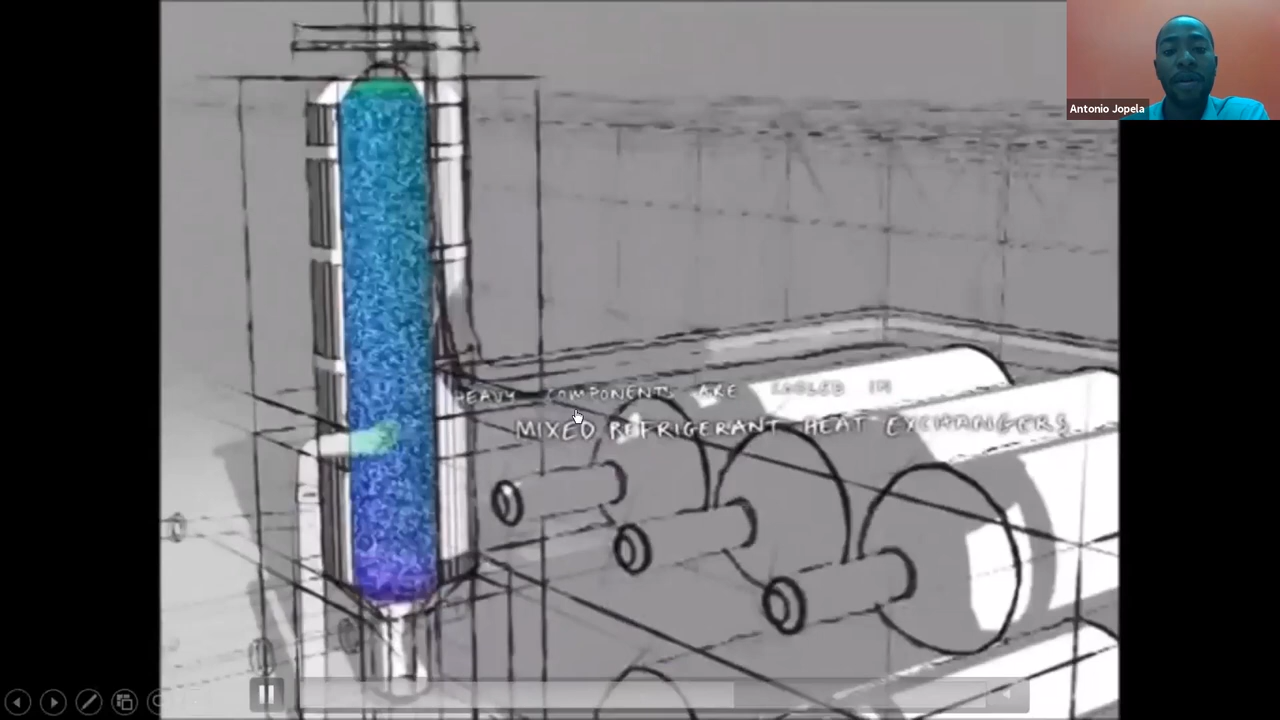 Antonio Jopela
HEAVY COMPONENTS ARE COOLED IN
MIXED REFRIGERANT HEAT EXCHANGERS